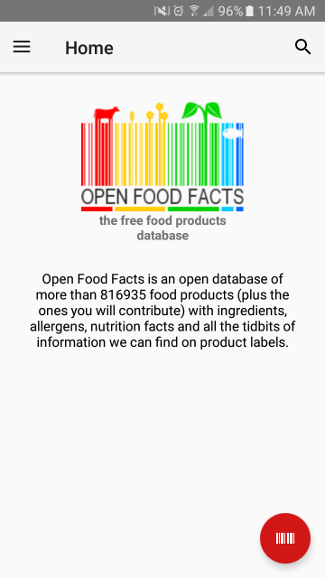 96% 11:49 AM
Home
OPEN FOOD FACTS
the free food products
database
Open Food Facts is an open database of
more than 816935 food products (plus the
ones you will contribute) with ingredients,
allergens, nutrition facts and all the tidbits of
information we can find on product labels.